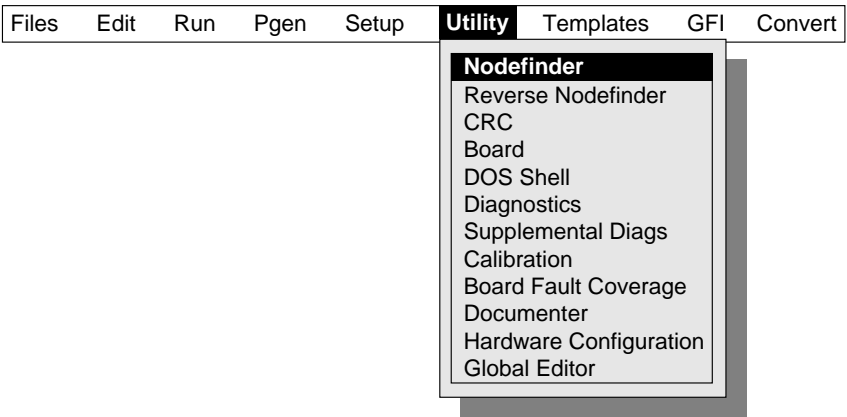 Files Edit Run Pgen Setup Utility Templates GFI Convert
Nodefinder
Reverse Nodefinder
CRC
Board
DOS Shell
Diagnostics
Supplemental Diags
Calibration
Board Fault Coverage
Documenter
Hardware Configuration
Global Editor